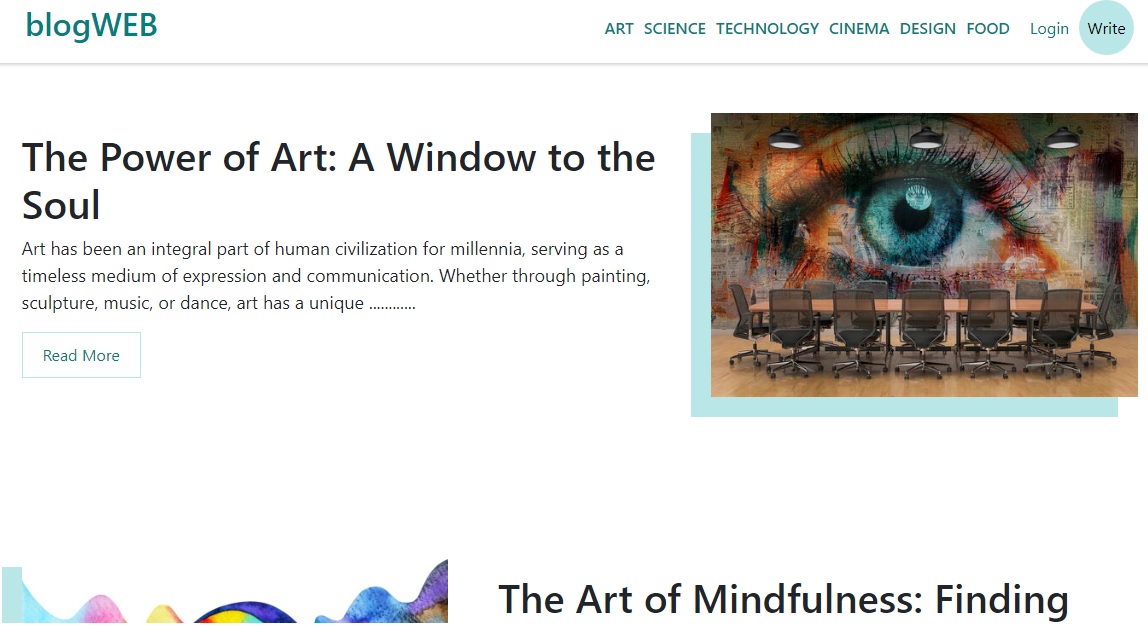 blogWEB
ART SCIENCE TECHNOLOGY CINEMA DESIGN FOOD Login Write
The Power of Art: A Window to the
Soul
Art has been an integral part of human civilization for millennia, serving as a
timeless medium of expression and communication. Whether through painting,
sculpture, music, or dance, art has a unique ............
Read More
The Art of Mindfulness: Finding